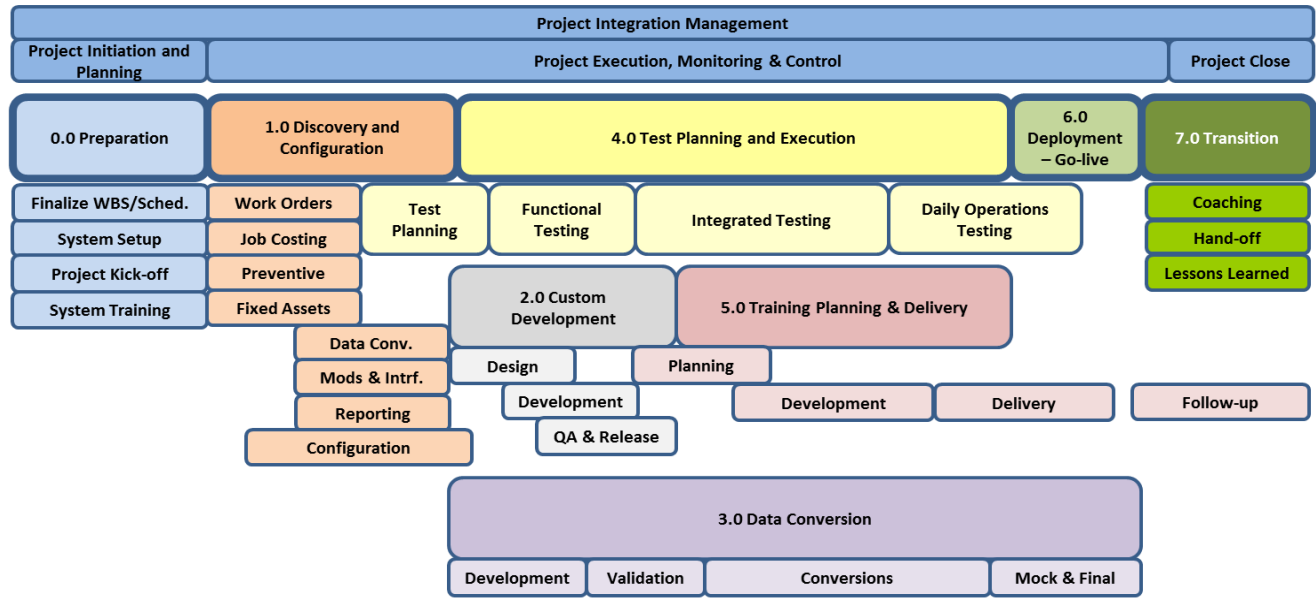 Project Integration Management
Project Initiation and
Planning
Project Execution, Monitoring & Control
Project Close
0.0 Preparation
1.0 Discovery and
Configuration
4.0 Test Planning and Execution
6.0
Deployment
– Go-live
7.0 Transition
Finalize WBS/Sched.
System Setup
Project Kick-off
System Training
Work Orders
Job Costing
Preventive
Fixed Assets
Data Conv.
Mods & Intrf.
Reporting
Configuration
Test
Planning
Functional
Testing
Integrated Testing
Daily Operations
Testing
Coaching
Hand-off
Lessons Learned
2.0 Custom
Development
5.0 Training Planning & Delivery
Design
Development
QA & Release
Planning
Development
Delivery
Follow-up
3.0 Data Conversion
Development
Validation
Conversions
Mock & Final